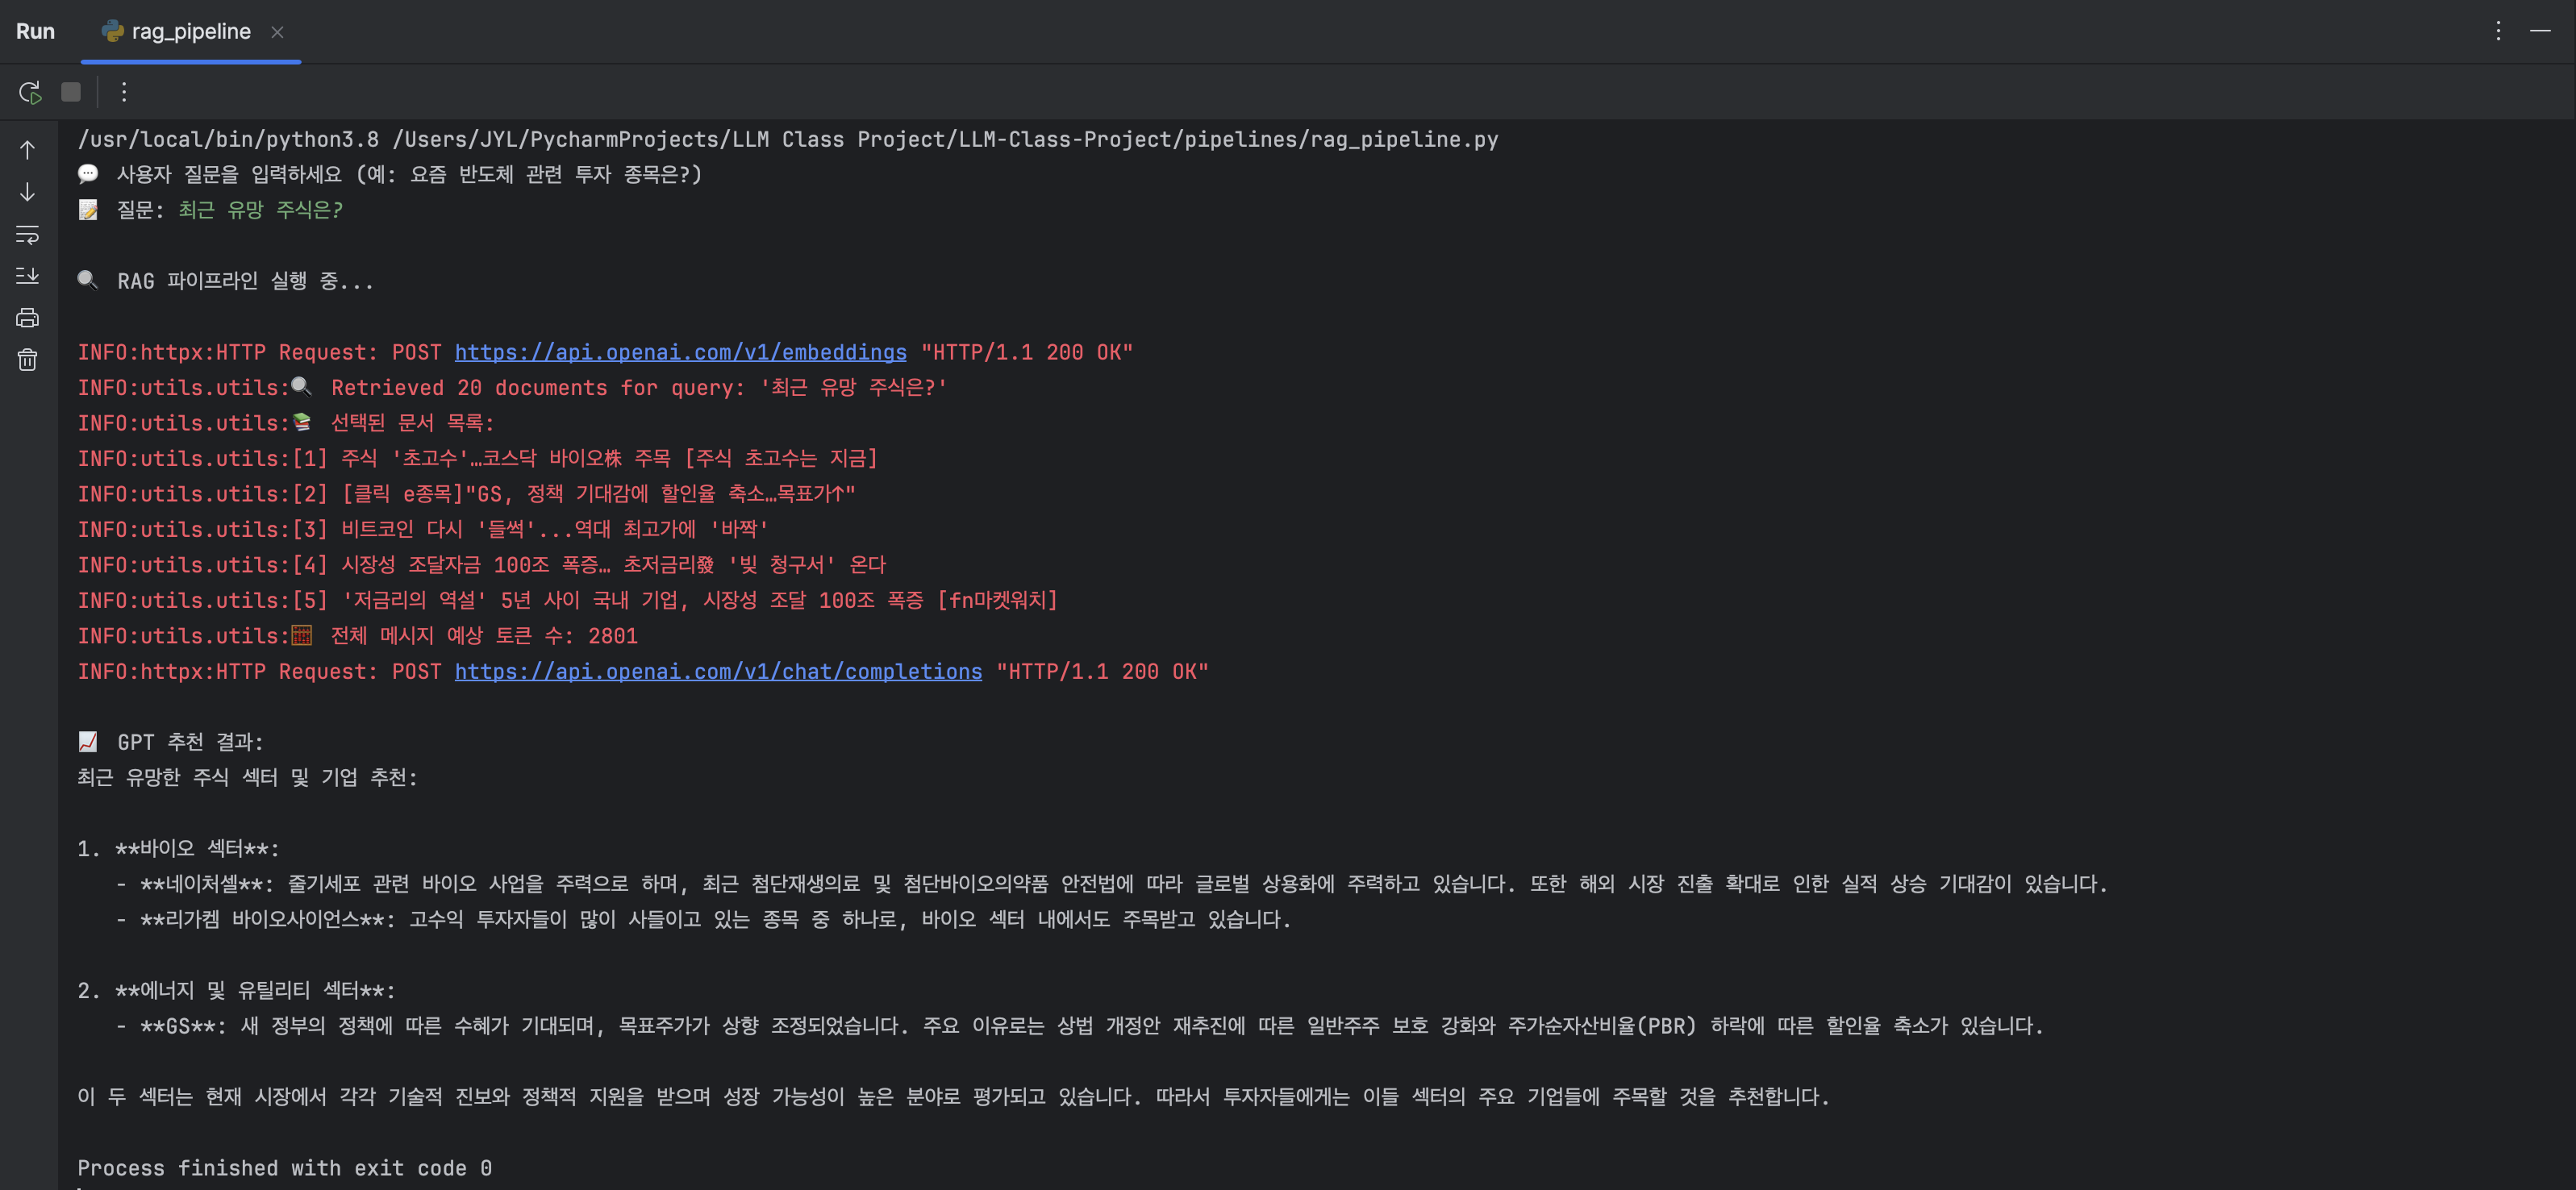 Run rag_pipeline
/usr/local/bin/python3.8 /Users/JYL/PycharmProjects/LLM Class Project/LLM-Class-Project/pipelines/rag_pipeline.py
💬 사용자 질문을 입력하세요 (예: 요즘 반도체 관련 투자 종목은?)
📝 질문: 최근 유망 주식은?
🔍 RAG 파이프라인 실행 중...
INFO:httpx:HTTP Request: POST https://api.openai.com/v1/embeddings "HTTP/1.1 200 OK"
INFO:utils.utils:🔍 Retrieved 20 documents for query: '최근 유망 주식은?'
INFO:utils.utils:📚 선택된 문서 목록:
INFO:utils.utils:[1] 주식 '초고수'…코스닥 바이오株 주목 [주식 초고수는 지금]
INFO:utils.utils:[2] [클릭 e종목]"GS, 정책 기대감에 할인율 축소…목표가↑"
INFO:utils.utils:[3] 비트코인 다시 '들썩'...역대 최고가에 '바짝'
INFO:utils.utils:[4] 시장성 조달자금 100조 폭증… 초저금리發 '빚 청구서' 온다
INFO:utils.utils:[5] '저금리의 역설' 5년 사이 국내 기업, 시장성 조달 100조 폭증 [fn마켓워치]
INFO:utils.utils:🧮 전체 메시지 예상 토큰 수: 2801
INFO:httpx:HTTP Request: POST https://api.openai.com/v1/chat/completions "HTTP/1.1 200 OK"
📈 GPT 추천 결과:
최근 유망한 주식 섹터 및 기업 추천:
1. **바이오 섹터**:
- **네이처셀**: 줄기세포 관련 바이오 사업을 주력으로 하며, 최근 첨단재생의료 및 첨단바이오의약품 안전법에 따라 글로벌 상용화에 주력하고 있습니다. 또한 해외 시장 진출 확대로 인한 실적 상승 기대감이 있습니다.
- **리가켐 바이오사이언스**: 고수익 투자자들이 많이 사들이고 있는 종목 중 하나로, 바이오 섹터 내에서도 주목받고 있습니다.
2. **에너지 및 유틸리티 섹터**:
- **GS**: 새 정부의 정책에 따른 수혜가 기대되며, 목표주가가 상향 조정되었습니다. 주요 이유로는 상법 개정안 재추진에 따른 일반주주 보호 강화와 주가순자산비율(PBR) 하락에 따른 할인율 축소가 있습니다.
이 두 섹터는 현재 시장에서 각각 기술적 진보와 정책적 지원을 받으며 성장 가능성이 높은 분야로 평가되고 있습니다. 따라서 투자자들에게는 이들 섹터의 주요 기업들에 주목할 것을 추천합니다.
Process finished with exit code 0